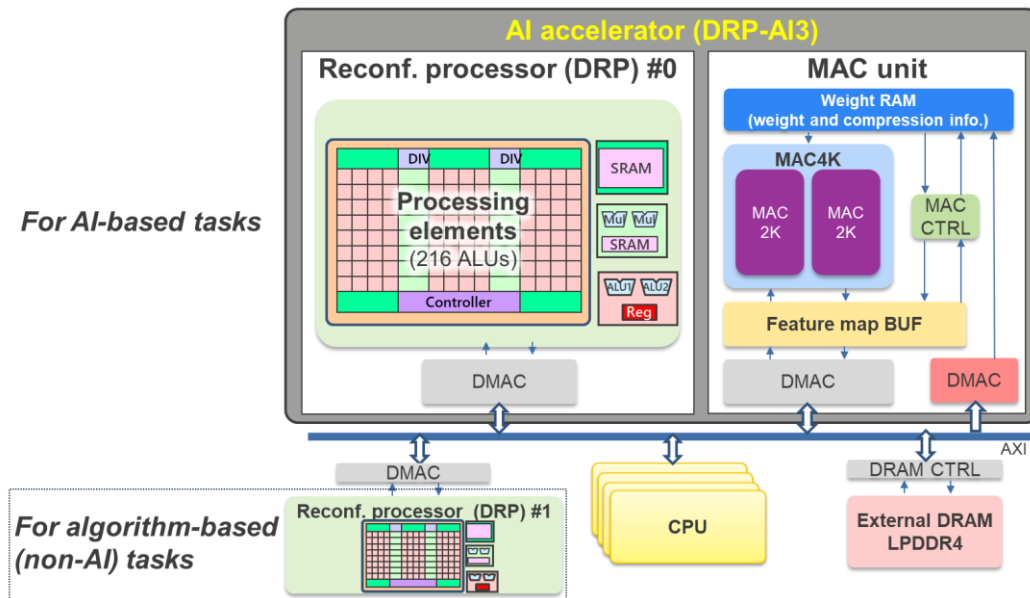 AI accelerator (DRP-AI3)
Reconf. processor (DRP) #0
DIV
DIV
Processing
elements
(216 ALUs)
Controller
SRAM
Mul
Mul
SRAM
ALU1
ALU2
Reg
DMAC
MAC unit
Weight RAM
(weight and compression info.)
MAC4K
MAC
2K
MAC
2K
MAC
CTRL
Feature map BUF
DMAC
DMAC
For AI-based tasks
AXI
DMAC
Reconf. processor (DRP) #1
For algorithm-based
(non-AI) tasks
CPU
DRAM CTRL
External DRAM
LPDDR4